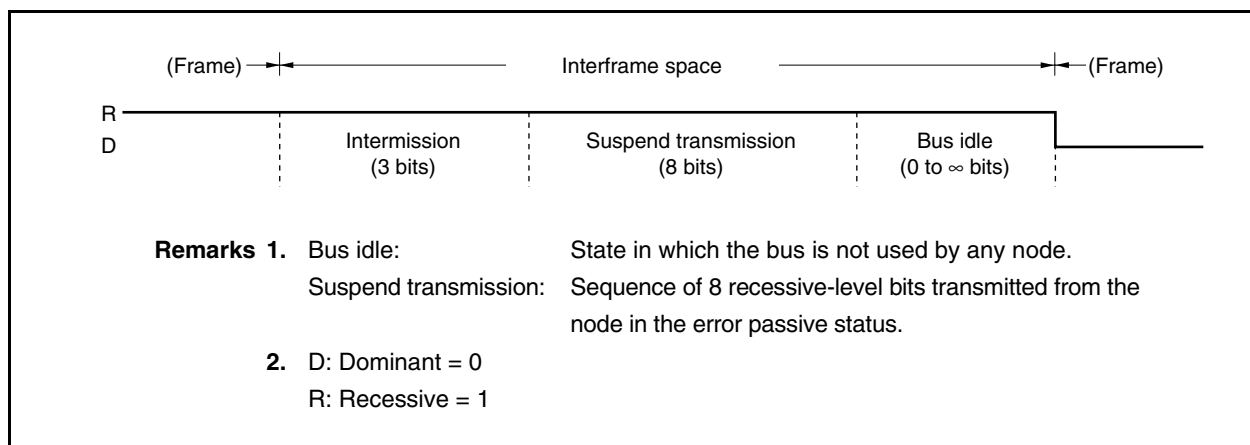 (Frame) Interframe space (Frame)
R
D
Intermission Suspend transmission Bus idle
(3 bits) (8 bits) (0 to ∞ bits)
Remarks 1. Bus idle: State in which the bus is not used by any node.
Suspend transmission: Sequence of 8 recessive-level bits transmitted from the
node in the error passive status.
2. D: Dominant = 0
R: Recessive = 1